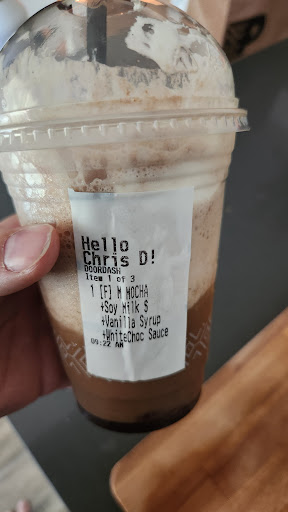 Hello
Chris D!
DOORDASH
Item 1 of 3
1 [F] M MOCHA
+Soy Milk $
+Vanilla Syrup
+WhiteChoc Sauce
09:22 AM